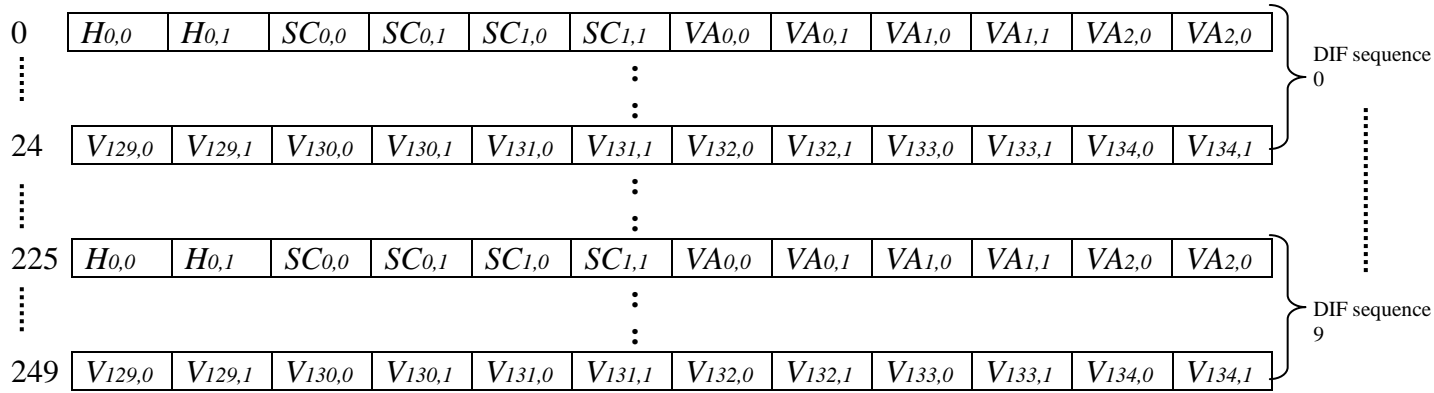 0 H0,0 H0,1 SC0,0 SC0,1 SC1,0 SC1,1 VA0,0 VA0,1 VA1,0 VA1,1 VA2,0 VA2,0
DIF sequence
0
24 V129,0 V129,1 V130,0 V130,1 V131,0 V131,1 V132,0 V132,1 V133,0 V133,1 V134,0 V134,1
225 H0,0 H0,1 SC0,0 SC0,1 SC1,0 SC1,1 VA0,0 VA0,1 VA1,0 VA1,1 VA2,0 VA2,0
DIF sequence
9
249 V129,0 V129,1 V130,0 V130,1 V131,0 V131,1 V132,0 V132,1 V133,0 V133,1 V134,0 V134,1